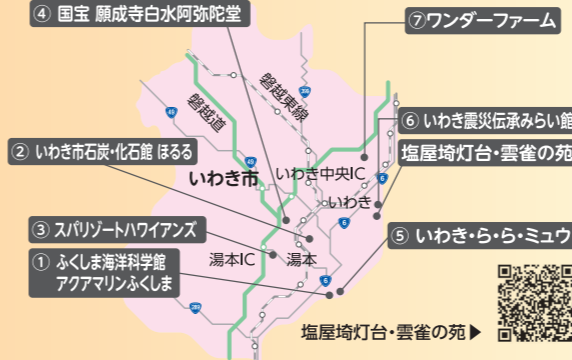 ④ 国宝 願成寺白水阿弥陀堂
⑦ワンダーファーム
磐越道
磐越東線
399
49
⑥ いわき震災伝承みらい館
塩屋埼灯台・雲雀の苑
② いわき市石炭・化石館 ほるる
49
いわき市
いわき中央IC
6
いわき
③ スパリゾートハワイアンズ
6
⑤ いわき・ら・ら・ミュウ
① ふくしま海洋科学館
アクアマリンふくしま
湯本IC
湯本
6
289
塩屋埼灯台・雲雀の苑▶